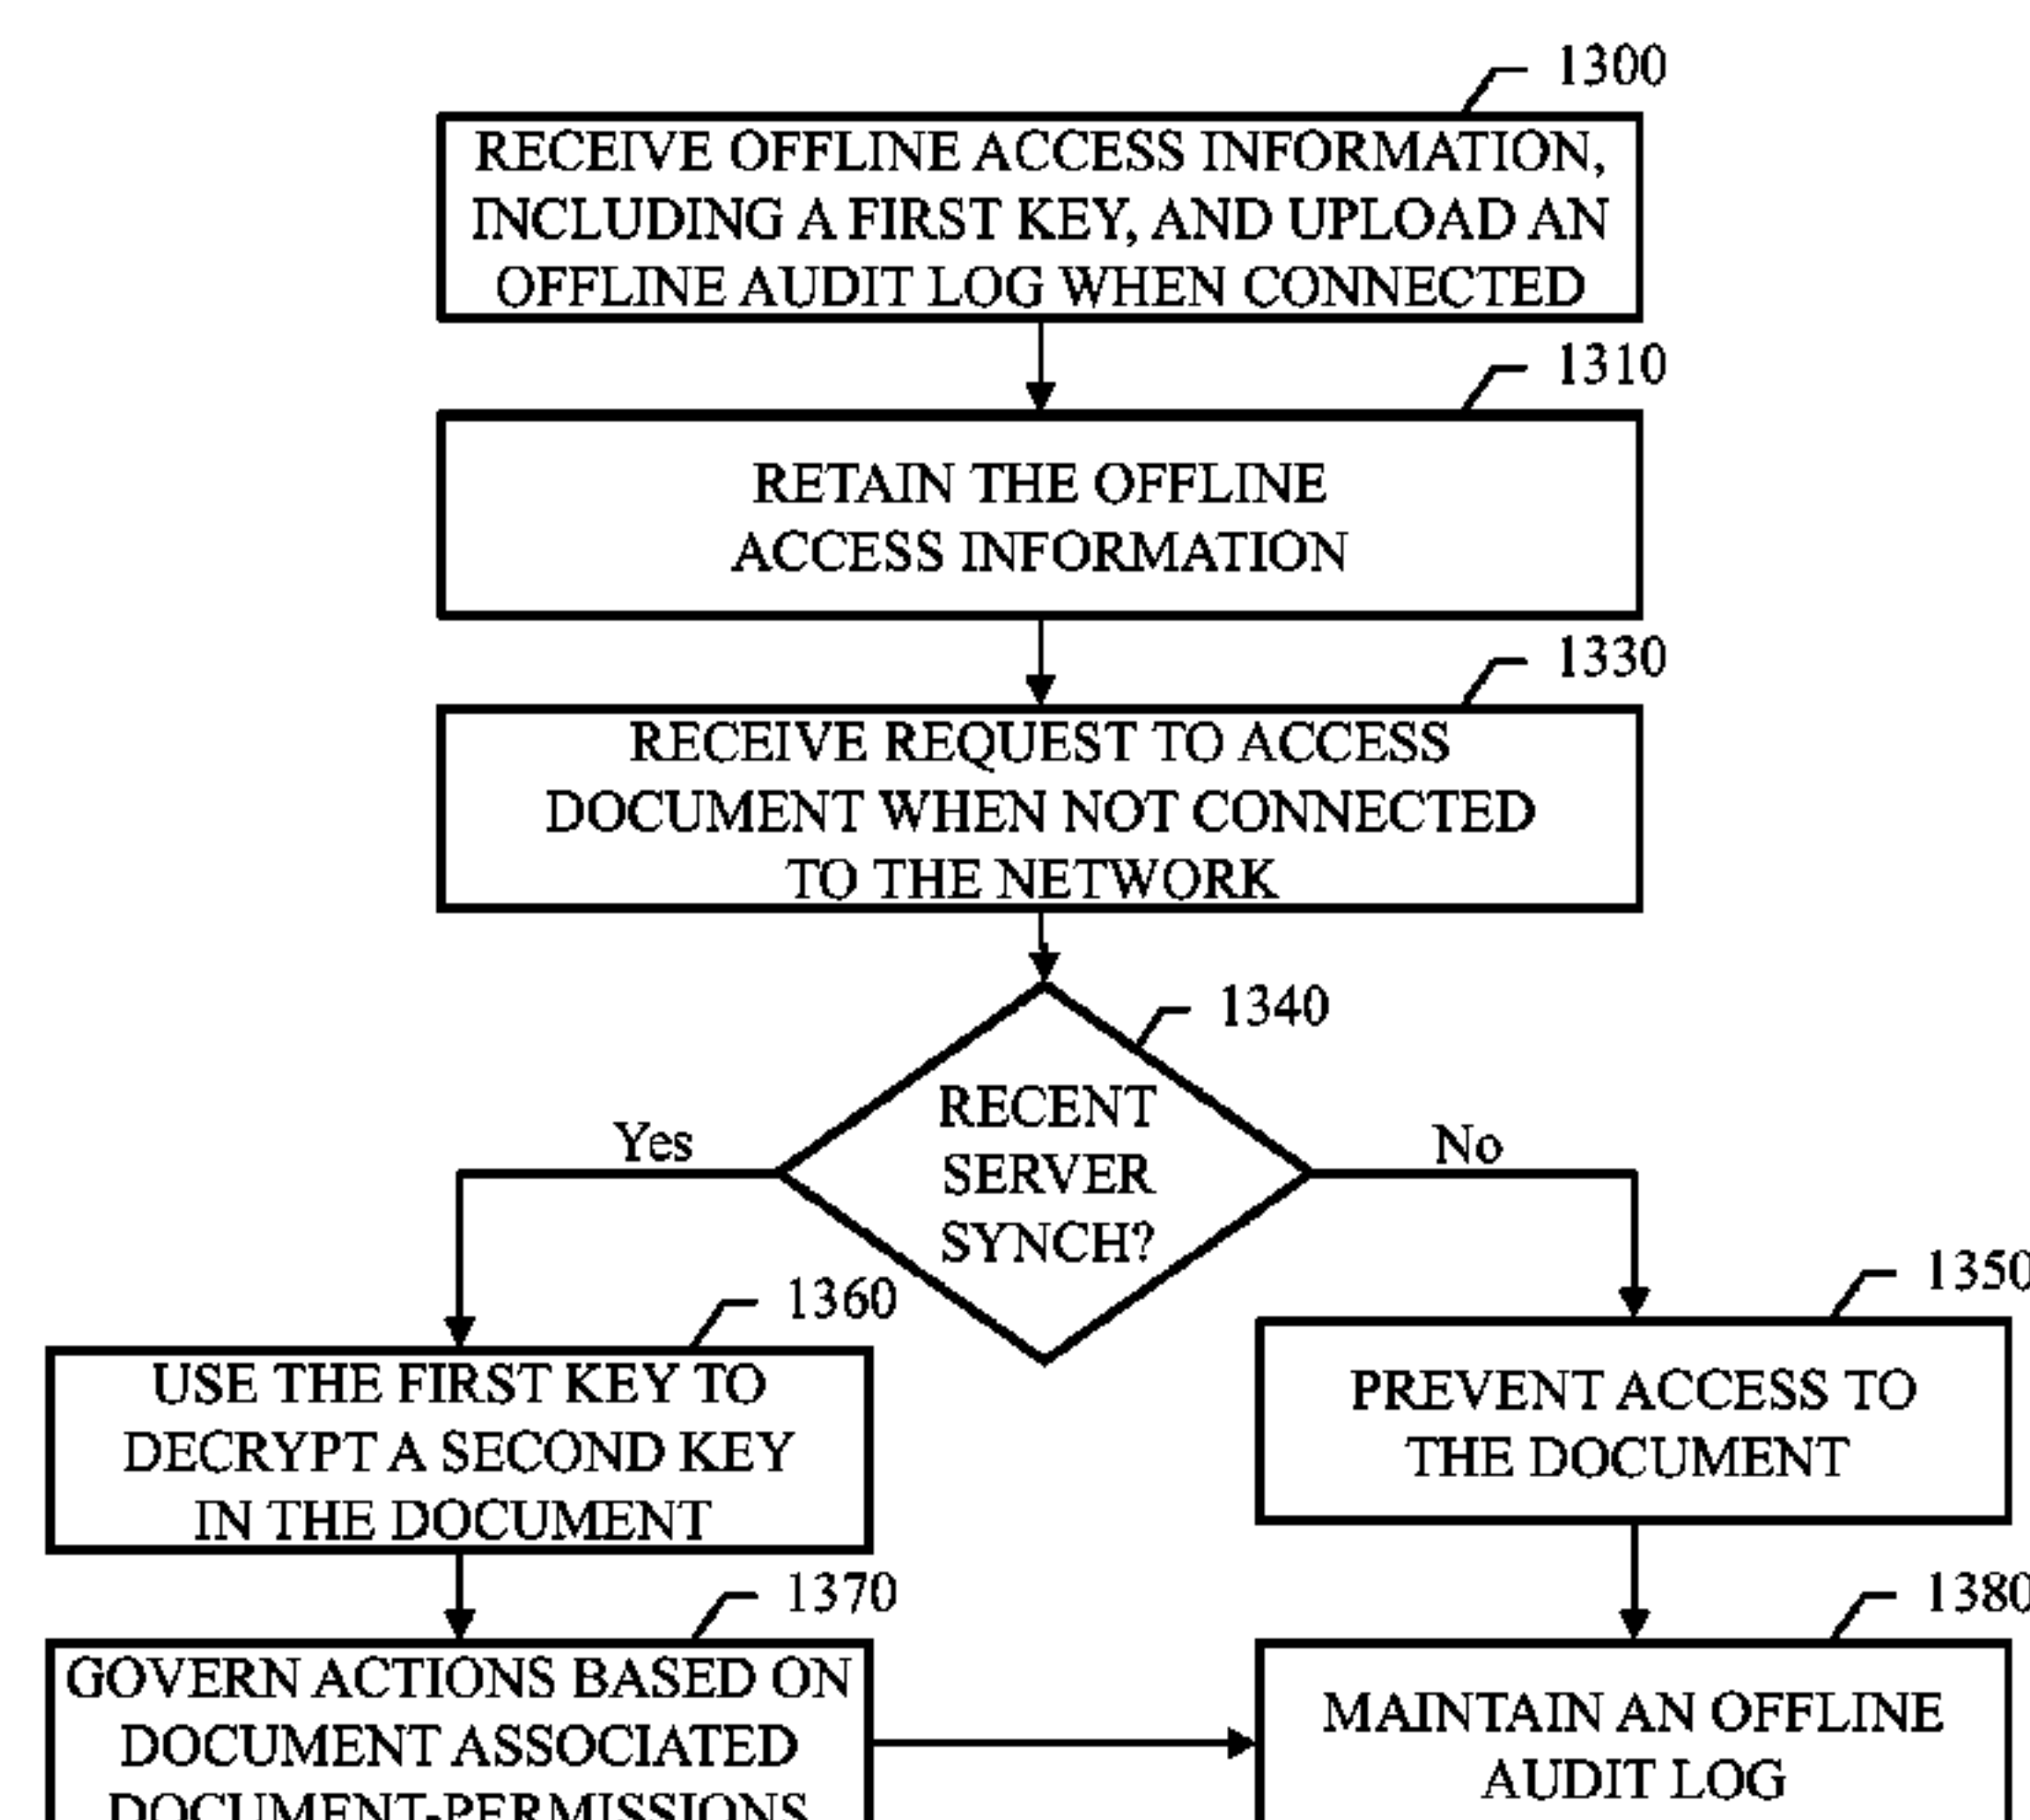 1300
RECEIVE OFFLINE ACCESS INFORMATION,
INCLUDING A FIRST KEY, AND UPLOAD AN
OFFLINE AUDIT LOG WHEN CONNECTED
1310
RETAIN THE OFFLINE
ACCESS INFORMATION
1330
RECEIVE REQUEST TO ACCESS
DOCUMENT WHEN NOT CONNECTED
TO THE NETWORK
1340
RECENT
SERVER
SYNCH?
Yes
No
1360
USE THE FIRST KEY TO
DECRYPT A SECOND KEY
IN THE DOCUMENT
1350
PREVENT ACCESS TO
THE DOCUMENT
1370
GOVERN ACTIONS BASED ON
DOCUMENT ASSOCIATED
DOCUMENT-PERMISSIONS
1380
MAINTAIN AN OFFLINE
AUDIT LOG